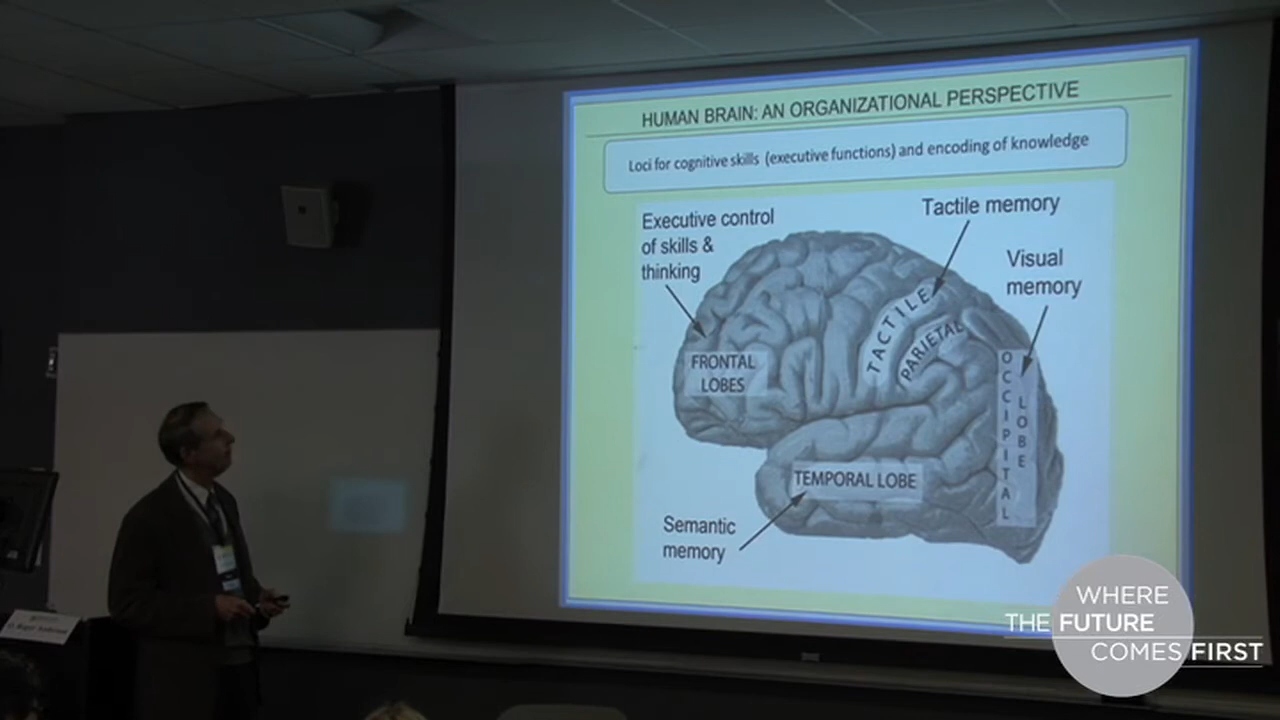 HUMAN BRAIN: AN ORGANIZATIONAL PERSPECTIVE
Loci for cognitive skills (executive functions) and encoding of knowledge
Executive control
of skills &
thinking
Tactile memory
Visual
memory
FRONTAL
LOBES
TACTILE
PARIETAL
OCCIPITAL
LOBE
TEMPORAL LOBE
Semantic
memory
WHERE
THE FUTURE
COMES FIRST